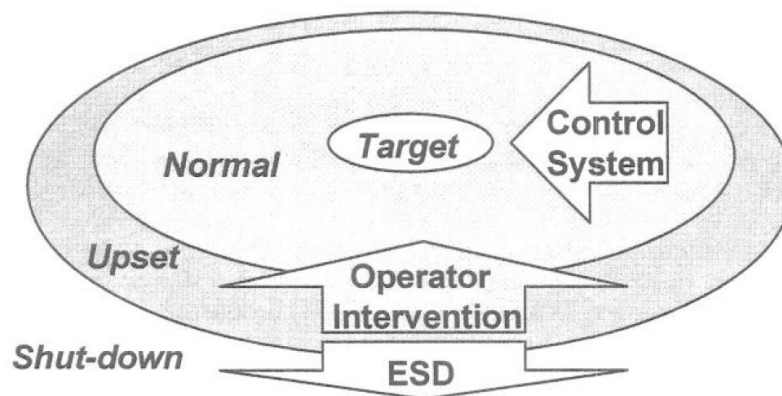 Target
Control
System
Normal
Upset
Operator
Intervention
Shut-down
ESD